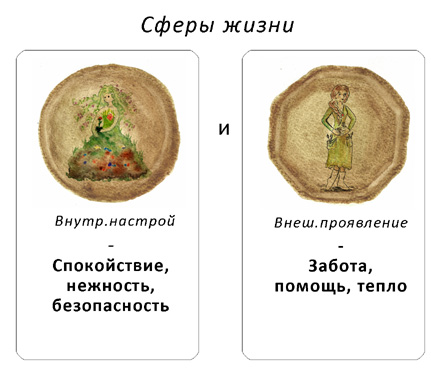 Сферы жизни
и
Внутр.настрой
-
Спокойствие,
нежность,
безопасность
Внеш.проявление
-
Забота,
помощь, тепло